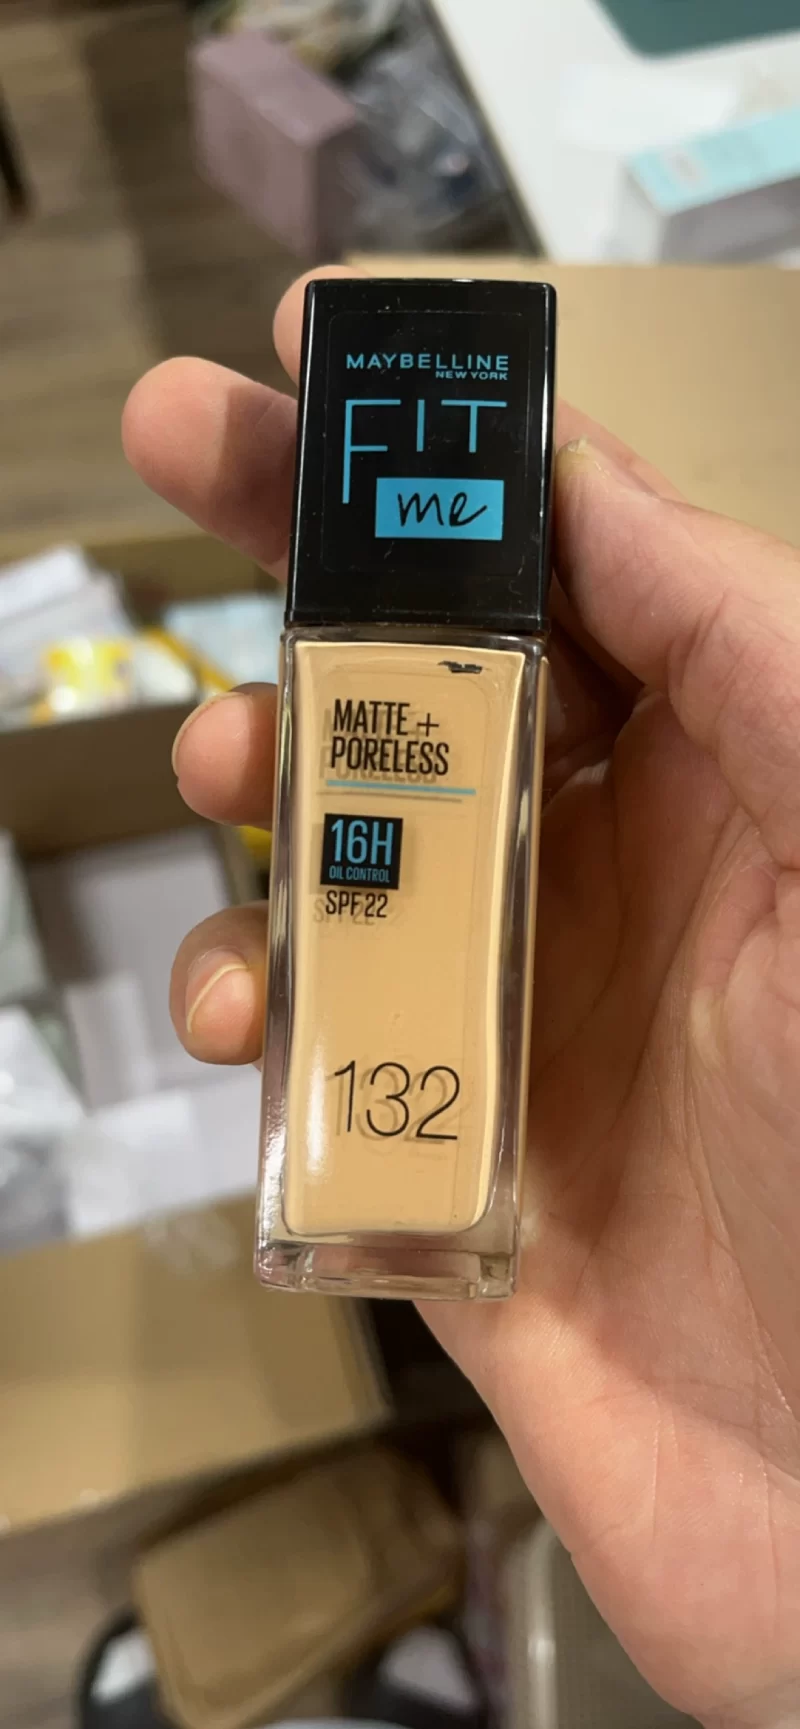 MAYBELLINE
NEW YORK
FIT
me
MATTE +
PORELESS
16H
OIL CONTROL
SPF 22
132